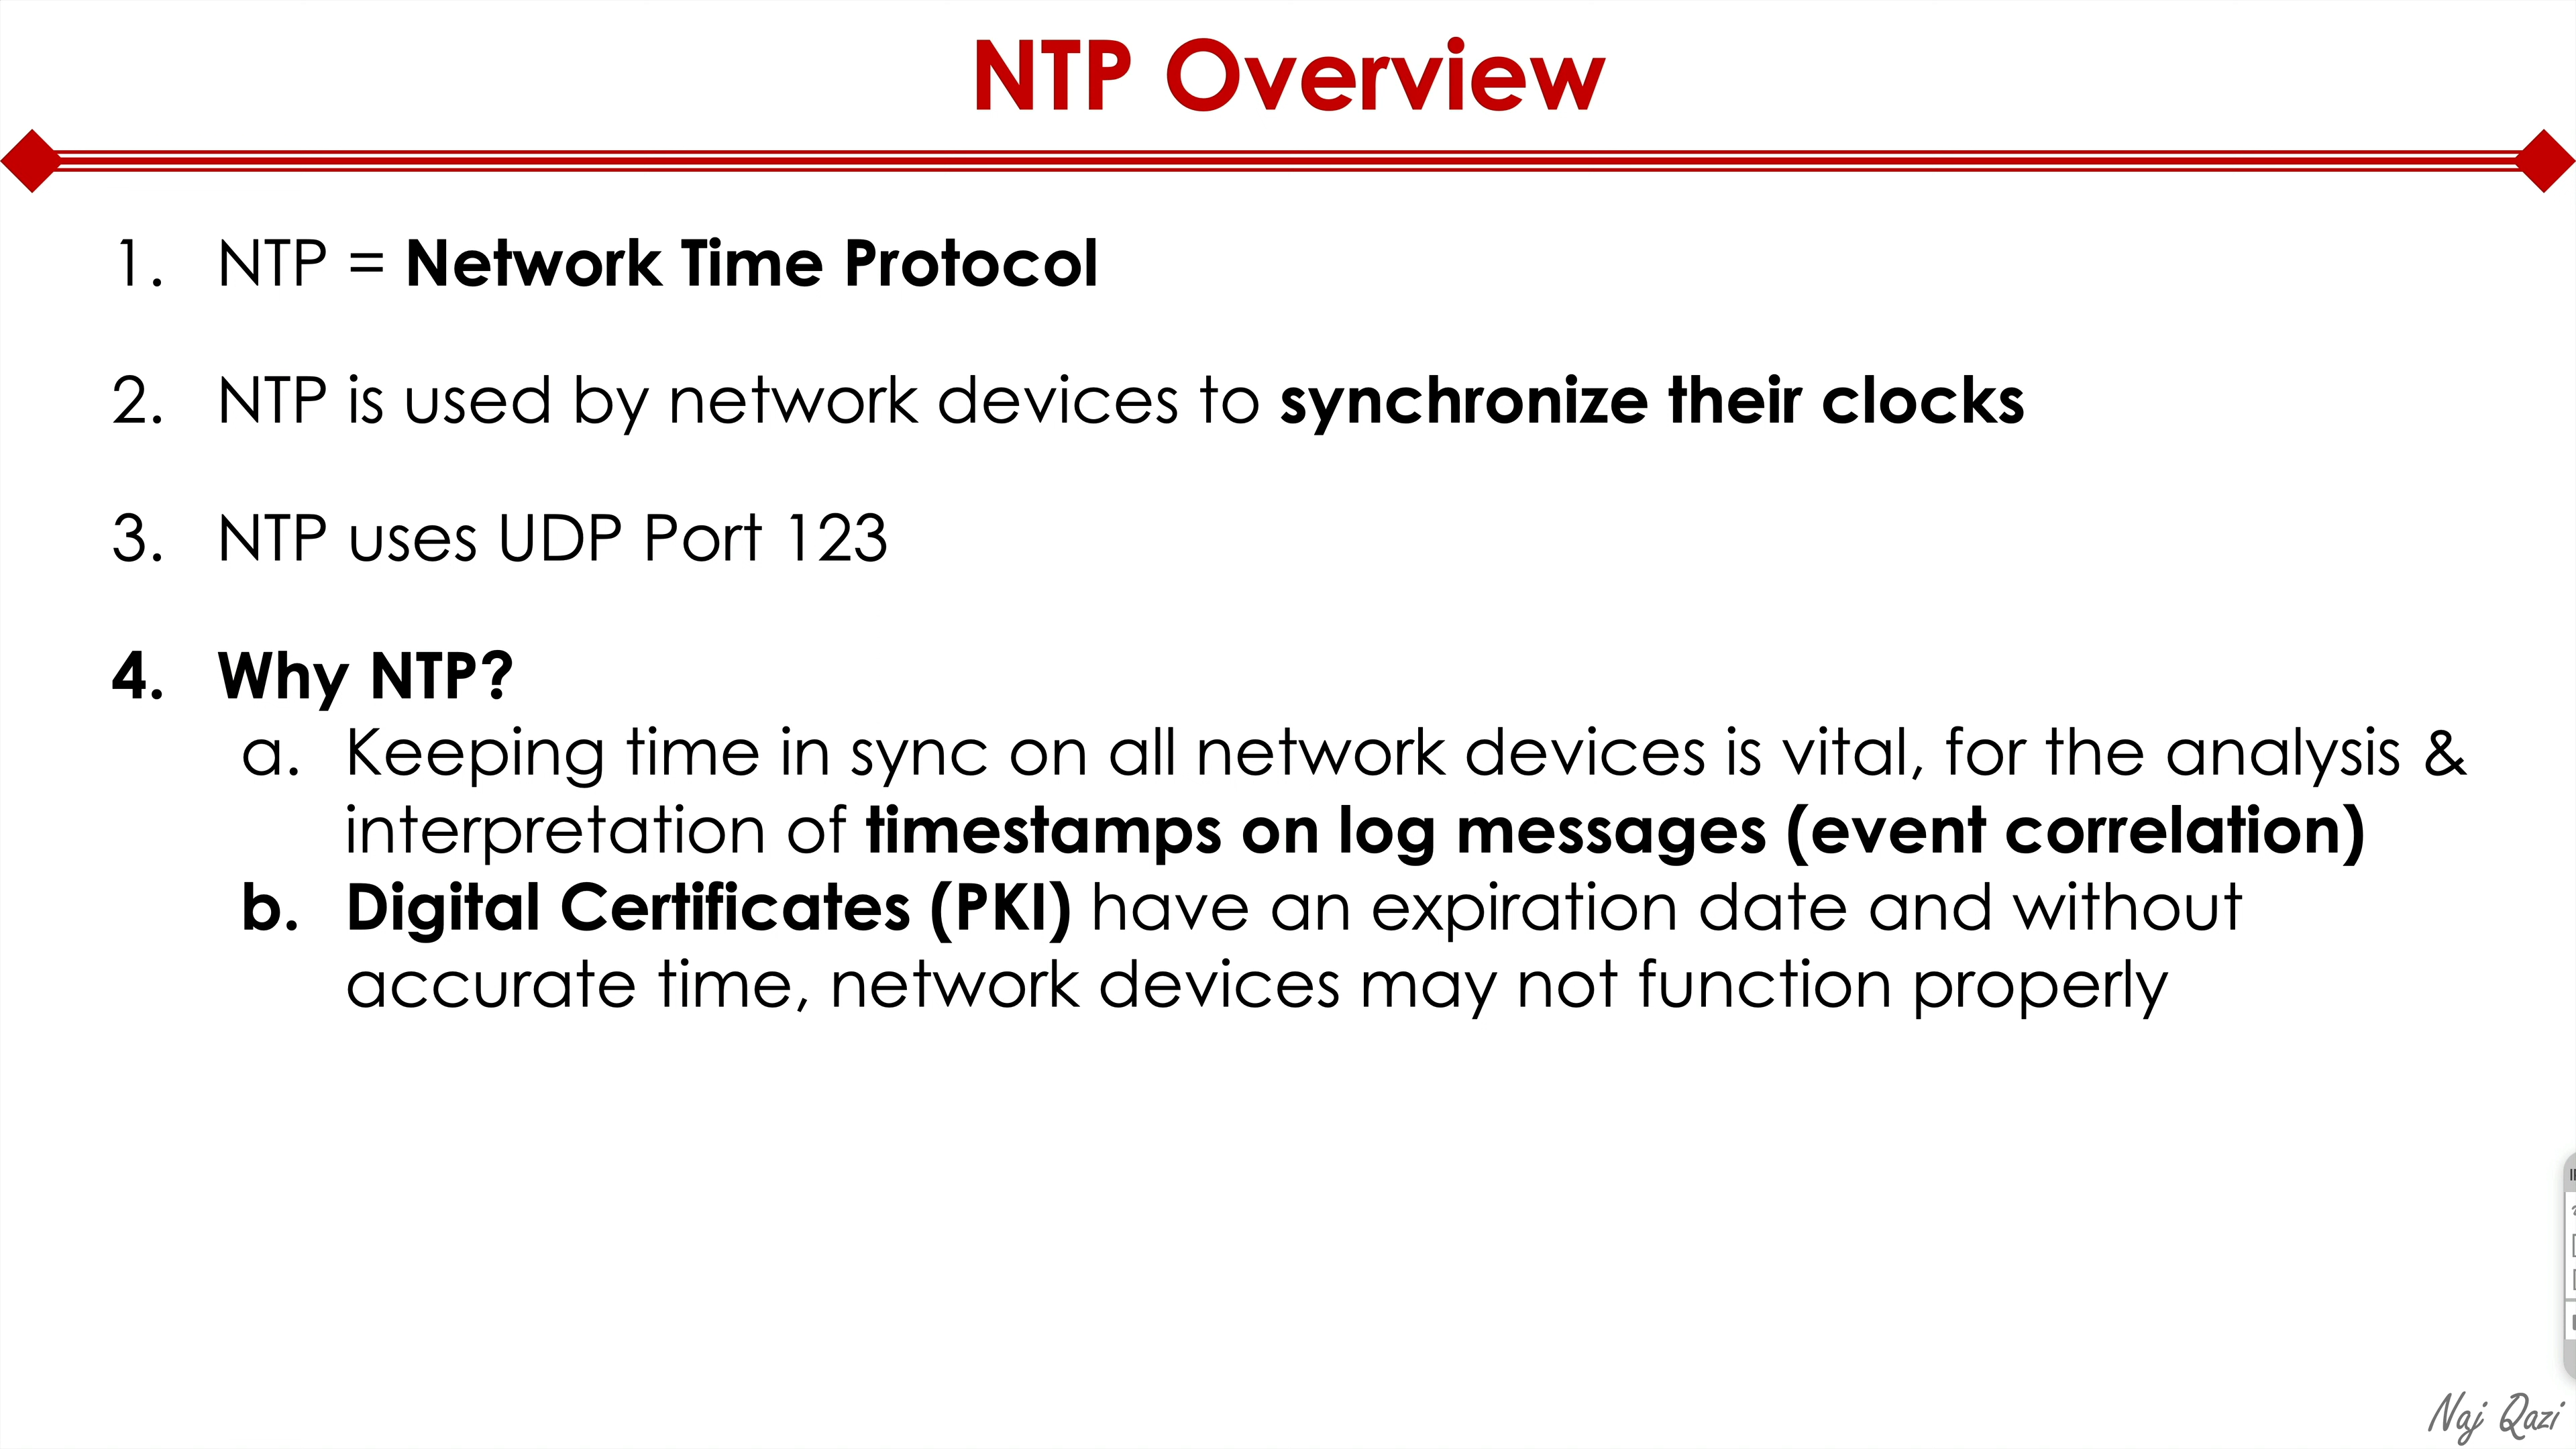 NTP Overview
1. NTP = Network Time Protocol
2. NTP is used by network devices to synchronize their clocks
3. NTP uses UDP Port 123
4. Why NTP?
a. Keeping time in sync on all network devices is vital, for the analysis &
interpretation of timestamps on log messages (event correlation)
b. Digital Certificates (PKI) have an expiration date and without
accurate time, network devices may not function properly
Naj Qazi